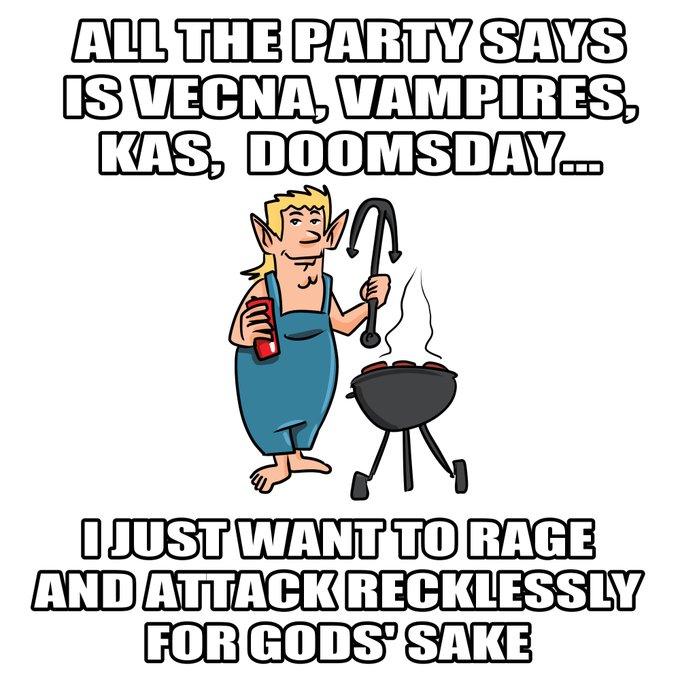 ALL THE PARTY SAYS
IS VECNA, VAMPIRES,
KAS, DOOMSDAY...
I JUST WANT TO RAGE
AND ATTACK RECKLESSLY
FOR GODS' SAKE